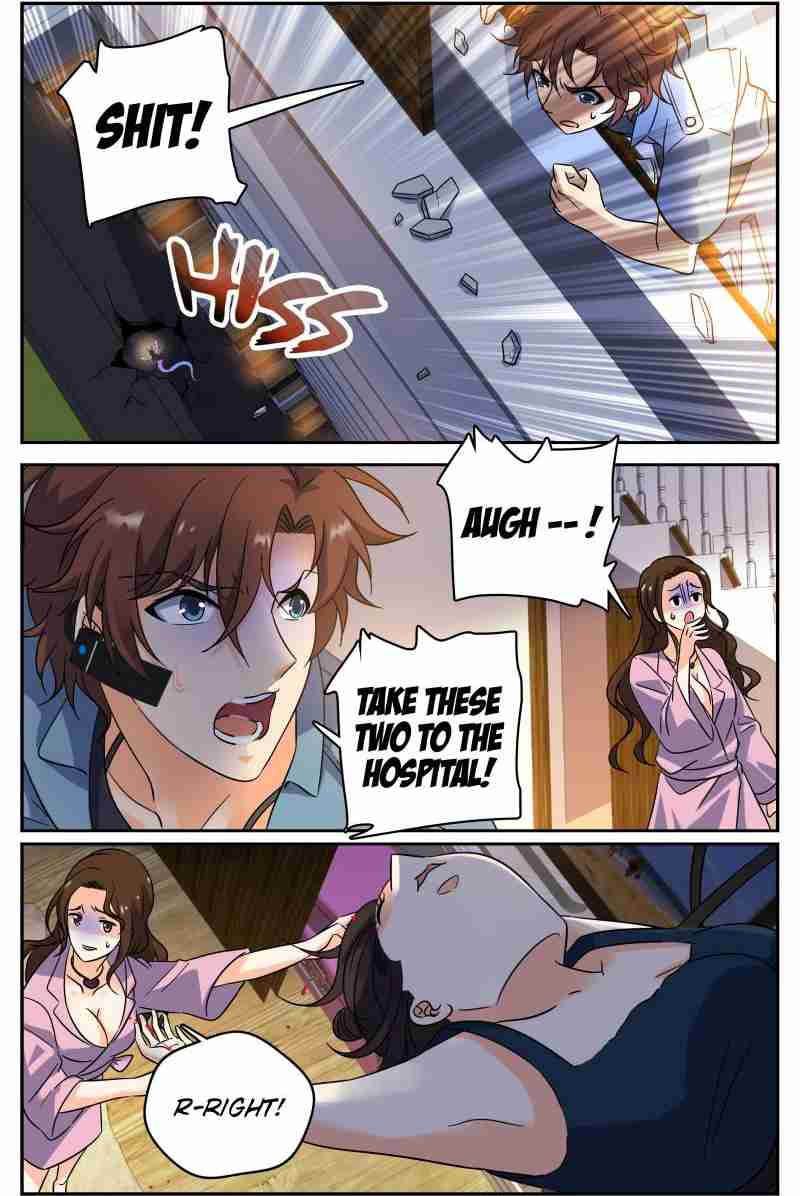 SHIT!
HISS
AUGH -- !
TAKE THESE
TWO TO THE
HOSPITAL!
R-RIGHT!